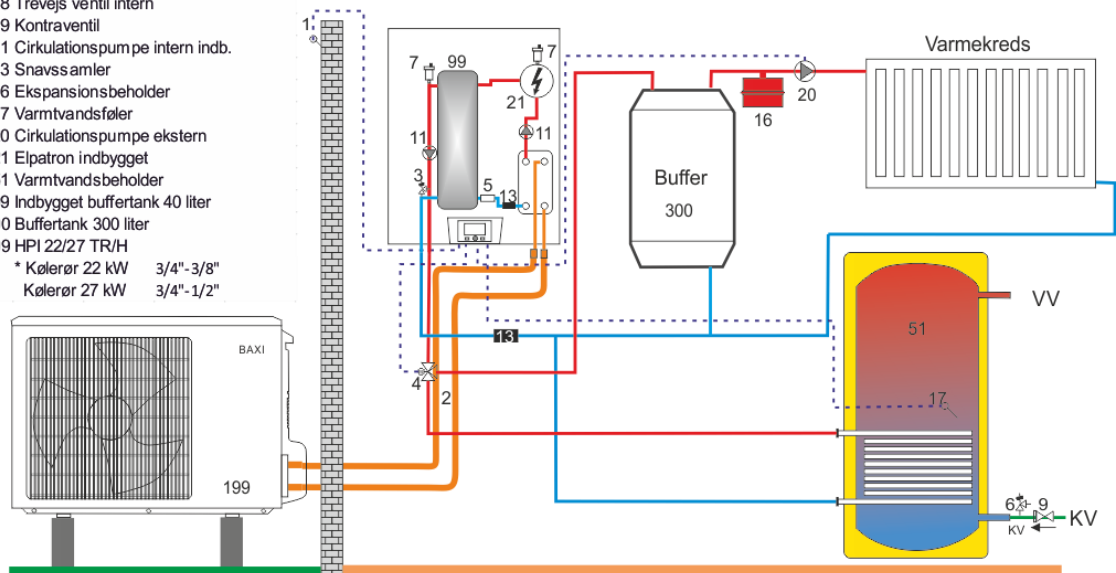 8 Trevejs ventil intern
9 Kontraventil
1 Cirkulationspumpe intern indb.
3 Snavssamler
6 Ekspansionsbeholder
7 Varmtvandsføler
0 Cirkulationspumpe ekstern
1 Elpatron indbygget
1 Varmtvandsbeholder
9 Indbygget buffertank 40 liter
0 Buffertank 300 liter
9 HPI 22/27 TR/H
* Kølerør 22 kW 3/4"-3/8"
Kølerør 27 kW 3/4"-1/2"
1
7
99
7
21
11
11
3
5
13
Buffer
300
16
20
Varmekreds
13
4
2
BAXI
199
VV
51
17
6
9
KV
KV